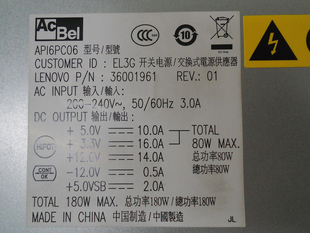 AcBel
API6PC06 型号/型號
CUSTOMER ID : EL3G 开关电源/交換式電源供應器
LENOVO P/N : 36001961 REV.: 01
AC INPUT 输入/輸入:
200-240V~, 50/60Hz 3.0A
DC OUTPUT 输出/輸出:
+ 5.0V 10.0A TOTAL
+ 3.3V 16.0A 80W MAX.
+12.0V 14.0A 总功率80W
-12.0V 0.5A 總功率80W
+5.0VSB 2.0A
HiPOT
CONT. OK
TOTAL 180W MAX. 总功率180W/總功率180W
MADE IN CHINA 中国制造/中國製造
JL